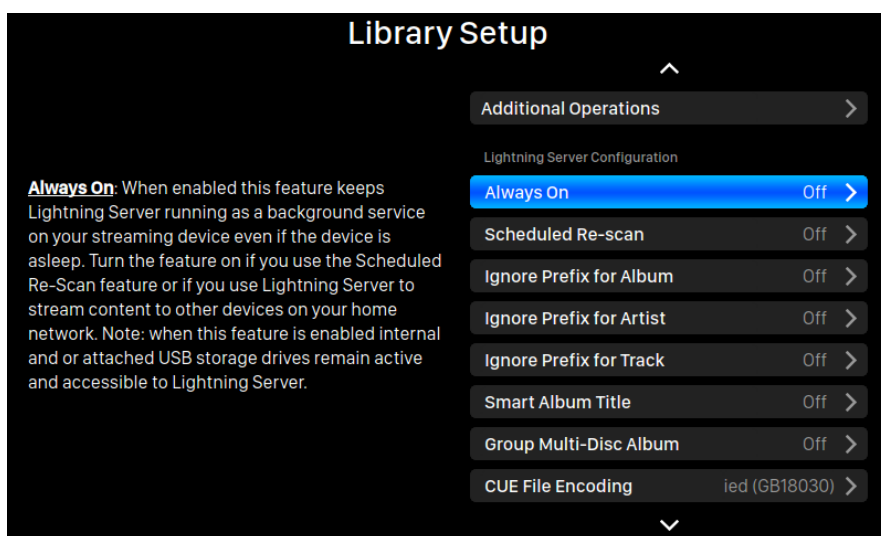 Library Setup
Additional Operations
Lightning Server Configuration
Always On: When enabled this feature keeps
Lightning Server running as a background service
on your streaming device even if the device is
asleep. Turn the feature on if you use the Scheduled
Re-Scan feature or if you use Lightning Server to
stream content to other devices on your home
network. Note: when this feature is enabled internal
and or attached USB storage drives remain active
and accessible to Lightning Server.
Always On Off
Scheduled Re-scan Off
Ignore Prefix for Album Off
Ignore Prefix for Artist Off
Ignore Prefix for Track Off
Smart Album Title Off
Group Multi-Disc Album Off
CUE File Encoding ied (GB18030)